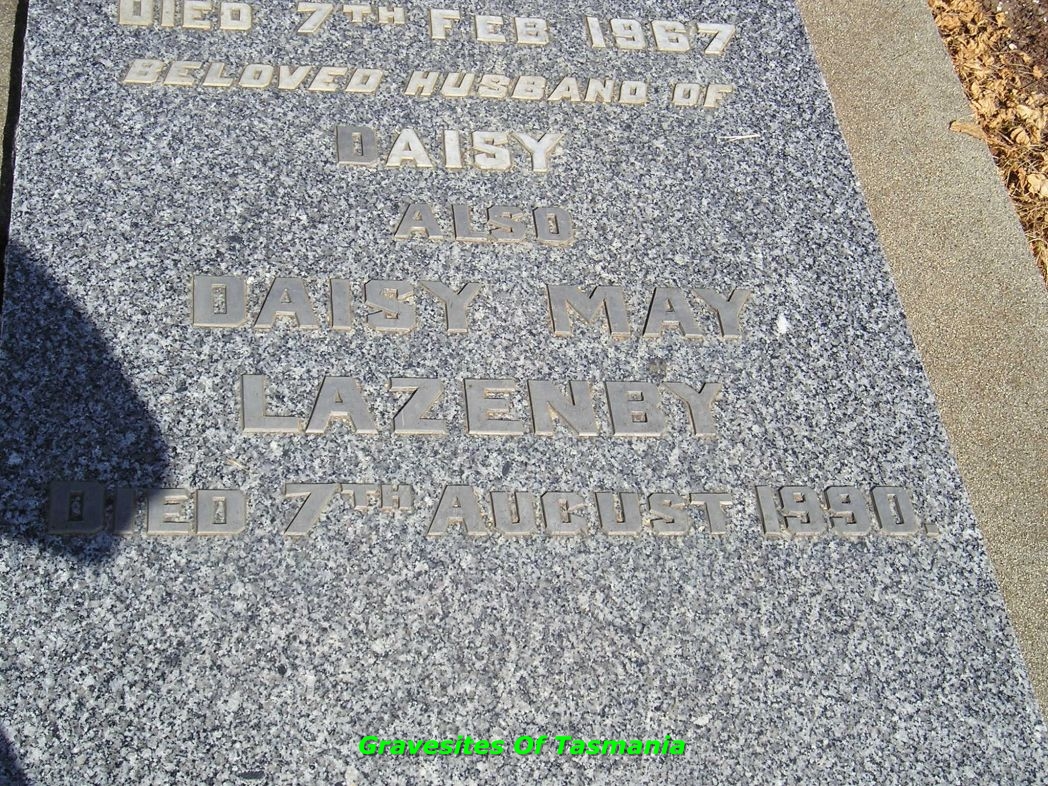 DIED 7TH FEB 1967
BELOVED HUSBAND OF
DAISY
ALSO
DAISY MAY
LAZENBY
DIED 7TH AUGUST 1990.
Gravesites Of Tasmania